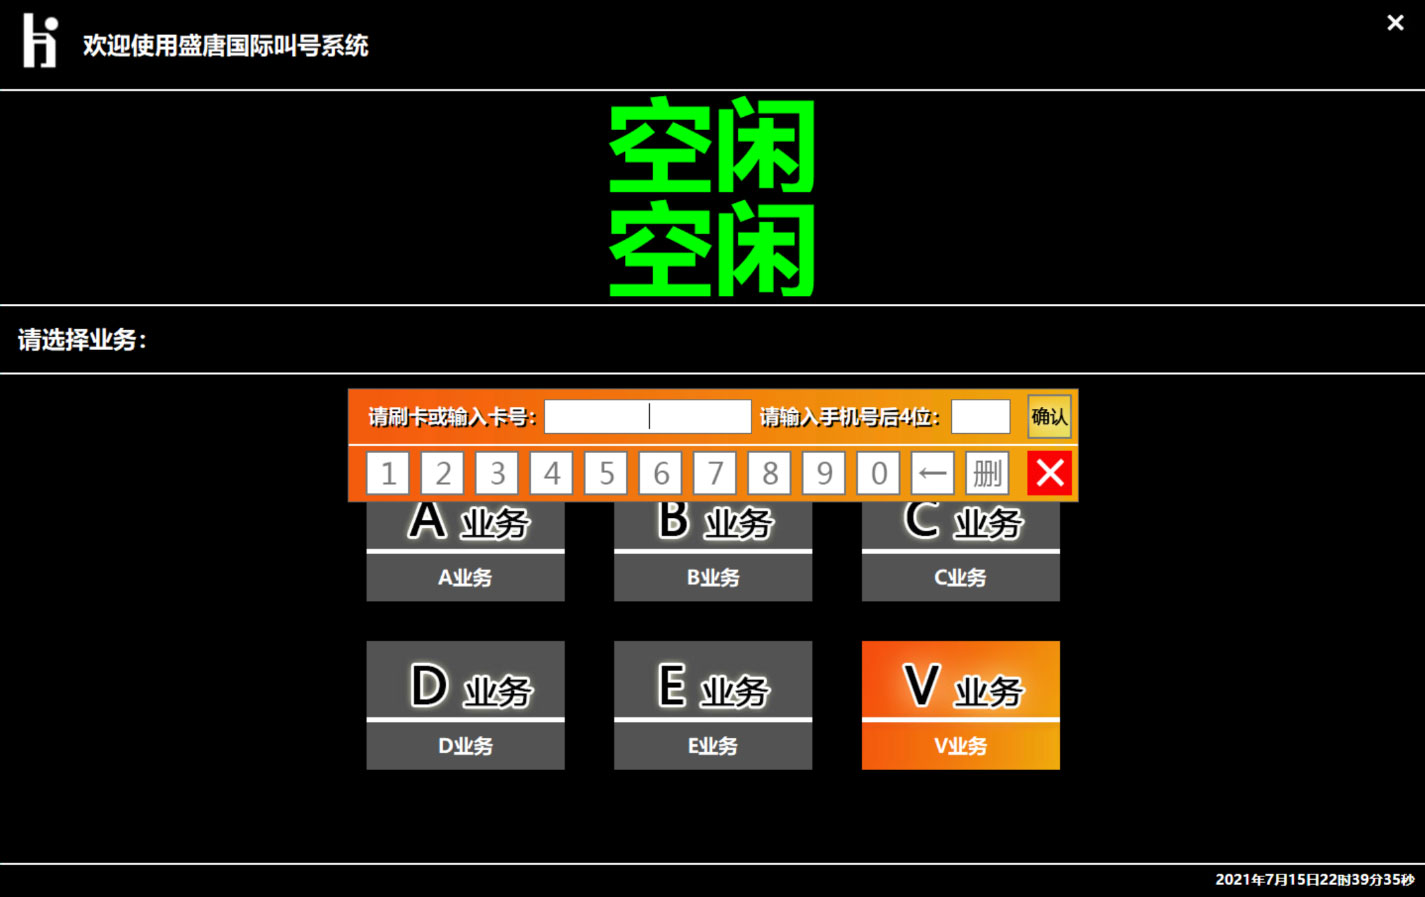 欢迎使用盛唐国际叫号系统
空闲
空闲
请选择业务：
请刷卡或输入卡号： 请输入手机号后4位： 确认
1 2 3 4 5 6 7 8 9 0 ← 删 ✕
A 业务 B 业务 C 业务
A业务 B业务 C业务
D 业务 E 业务 V 业务
D业务 E业务 V业务
2021年7月15日22时39分35秒